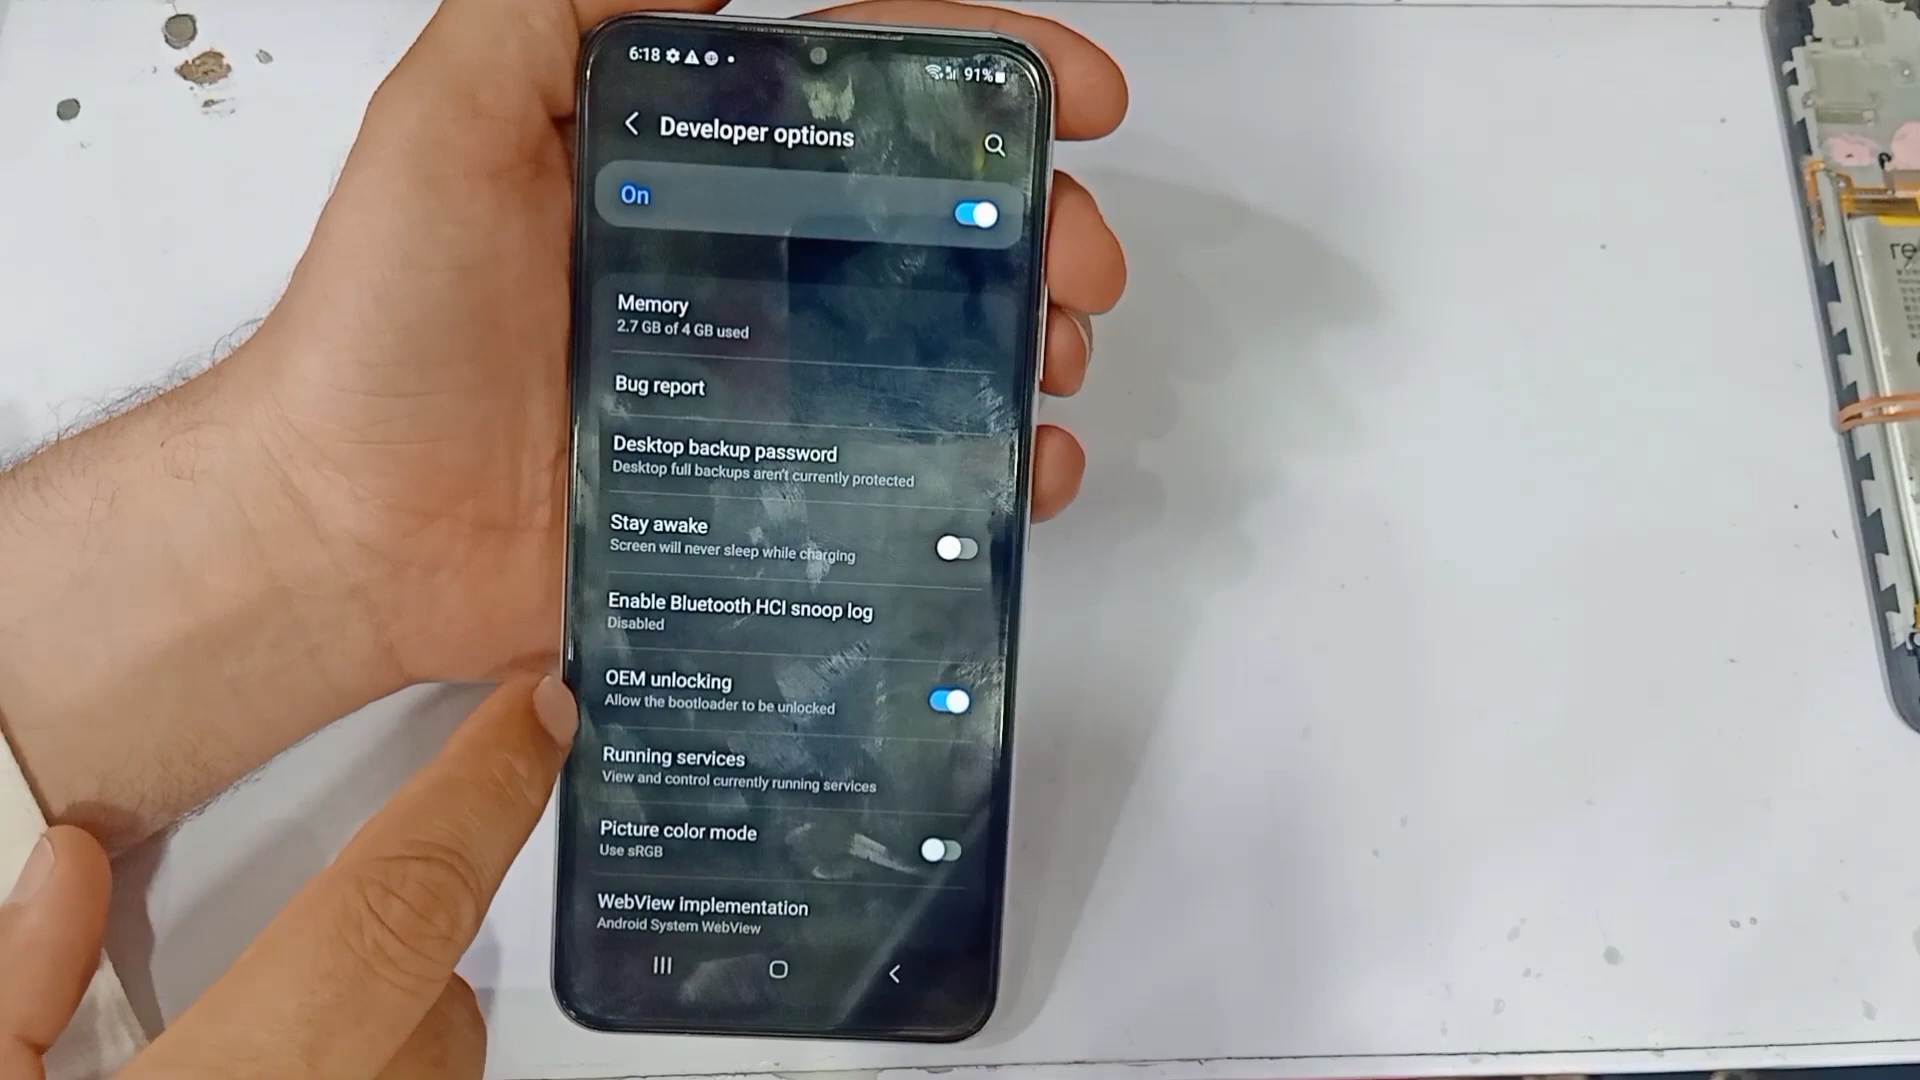 6:18
91%
Developer options
On
Memory
2.7 GB of 4 GB used
Bug report
Desktop backup password
Desktop full backups aren't currently protected
Stay awake
Screen will never sleep while charging
Enable Bluetooth HCI snoop log
Disabled
OEM unlocking
Allow the bootloader to be unlocked
Running services
View and control currently running services
Picture color mode
Use sRGB
WebView implementation
Android System WebView
re